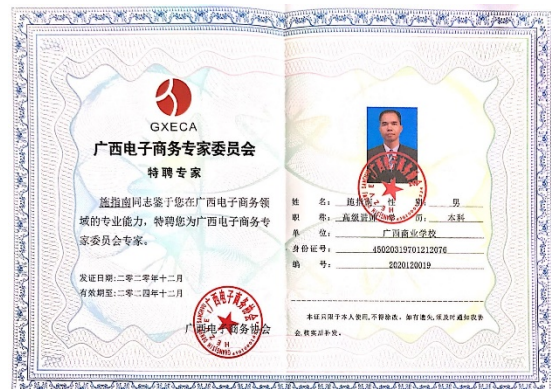 GXECA
广西电子商务专家委员会
特聘专家
施指南同志鉴于您在广西电子商务领
域的专业能力，特聘您为广西电子商务专
家委员会专家。
发证日期:二零二零年十二月
有效期至:二零二四年十二月
广西电子商务协会
姓 名: 施指南 性 别: 男
职 称: 高级讲师 学 历: 本科
单 位: 广西商业学校
身份证号: 45020319701212076
编 号: 2020120019
本证只限于本人使用,不得涂改。如有遗失,须及时通知我协
会,核实后补发。